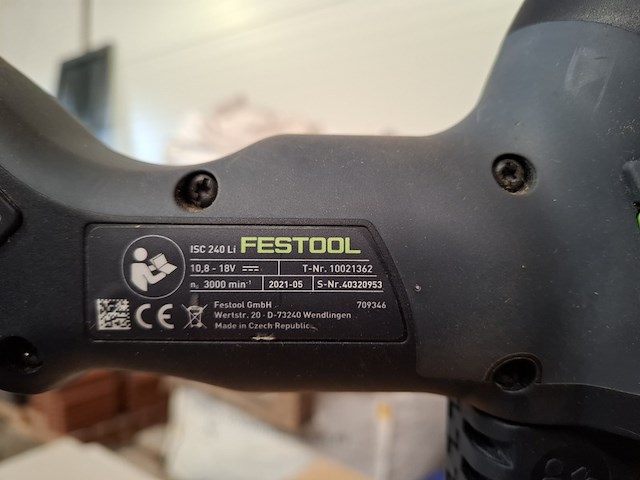 ISC 240 Li FESTOOL
10,8 - 18V ⎓ T-Nr. 10021362
n₀ 3000 min⁻¹ 2021-05 S-Nr.40320953
CE Festool GmbH 709346
Wertstr. 20 · D-73240 Wendlingen
Made in Czech Republic